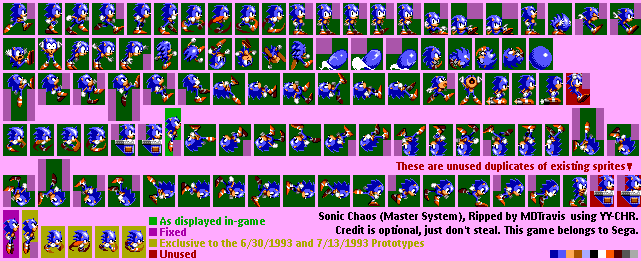 These are unused duplicates of existing sprites▼
As displayed in-game
Fixed
Exclusive to the 6/30/1993 and 7/13/1993 Prototypes
Unused
Sonic Chaos (Master System), Ripped by MDTravis using YY-CHR.
Credit is optional, just don't steal. This game belongs to Sega.